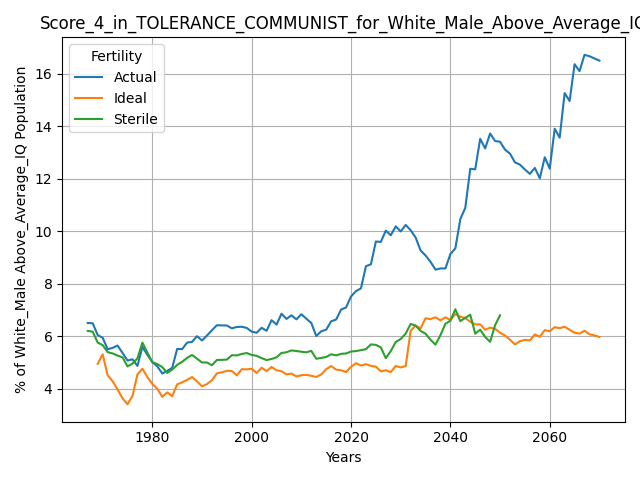 Score_4_in_TOLERANCE_COMMUNIST_for_White_Male_Above_Average_IQ
Fertility
Actual
Ideal
Sterile
% of White_Male Above_Average_IQ Population
16
14
12
10
8
6
4
1980 2000 2020 2040 2060
Years